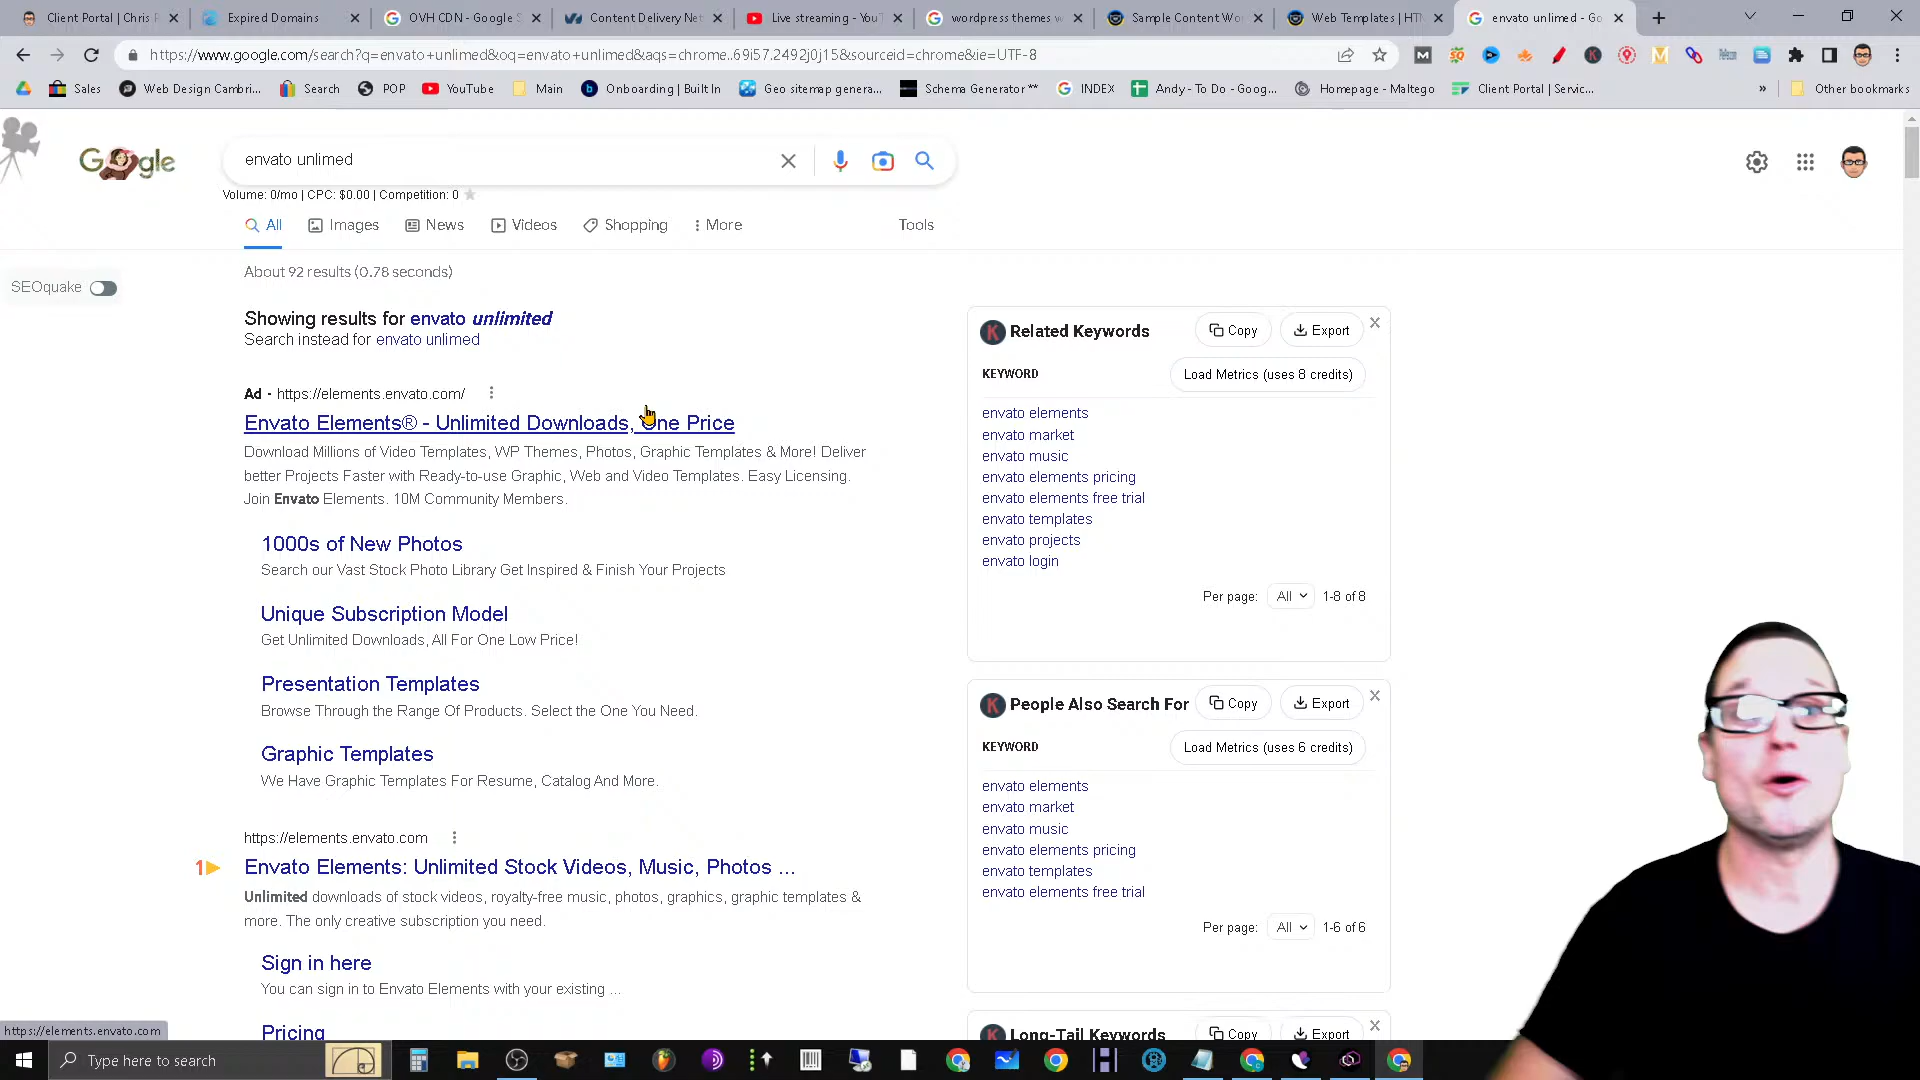 Client Portal | Chris P
Expired Domains
OVH CDN - Google S
Content Delivery Net
Live streaming - YouT
wordpress themes w
Sample Content Wo
Web Templates | HTM
envato unlimed - Go
https://www.google.com/search?q=envato+unlimed&oq=envato+unlimed&aqs=chrome..69i57.2492j0j15&sourceid=chrome&ie=UTF-8
Sales
Web Design Cambri...
Search
POP
YouTube
Main
Onboarding | Built In
Geo sitemap genera...
Schema Generator **
INDEX
Andy - To Do - Goog...
Homepage - Maltego
Client Portal | Servic...
»
Other bookmarks
Google
envato unlimed
Volume: 0/mo | CPC: $0.00 | Competition: 0
All
Images
News
Videos
Shopping
More
Tools
About 92 results (0.78 seconds)
SEOquake
Showing results for envato unlimited
Search instead for envato unlimed
Ad · https://elements.envato.com/
Envato Elements® - Unlimited Downloads, One Price
Download Millions of Video Templates, WP Themes, Photos, Graphic Templates & More! Deliver
better Projects Faster with Ready-to-use Graphic, Web and Video Templates. Easy Licensing.
Join Envato Elements. 10M Community Members.
1000s of New Photos
Search our Vast Stock Photo Library Get Inspired & Finish Your Projects
Unique Subscription Model
Get Unlimited Downloads, All For One Low Price!
Presentation Templates
Browse Through the Range Of Products. Select the One You Need.
Graphic Templates
We Have Graphic Templates For Resume, Catalog And More.
https://elements.envato.com
1
Envato Elements: Unlimited Stock Videos, Music, Photos ...
Unlimited downloads of stock videos, royalty-free music, photos, graphics, graphic templates &
more. The only creative subscription you need.
Sign in here
You can sign in to Envato Elements with your existing ...
Pricing
https://elements.envato.com
K Related Keywords
Copy
Export
X
KEYWORD
Load Metrics (uses 8 credits)
envato elements
envato market
envato music
envato elements pricing
envato elements free trial
envato templates
envato projects
envato login
Per page:
All
1-8 of 8
K People Also Search For
Copy
Export
X
KEYWORD
Load Metrics (uses 6 credits)
envato elements
envato market
envato music
envato elements pricing
envato templates
envato elements free trial
Per page:
All
1-6 of 6
K Long-Tail Keywords
Copy
Export
X
Type here to search